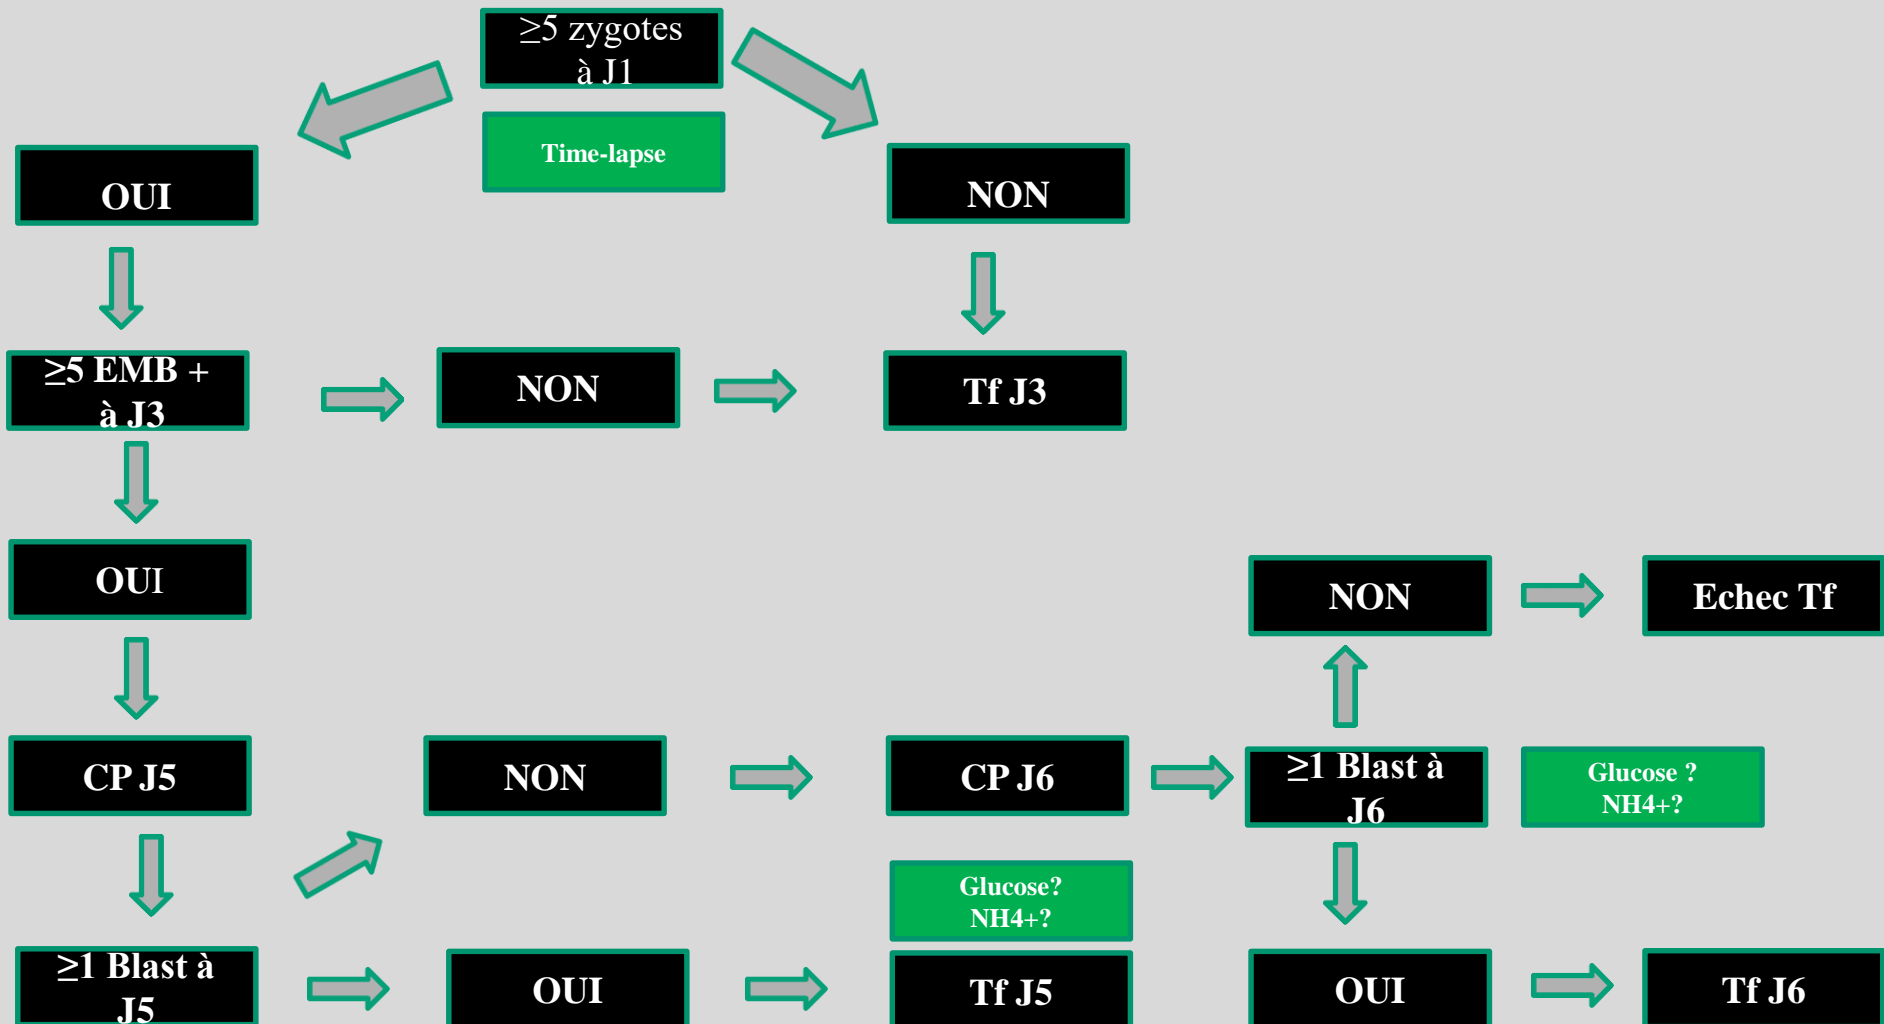 ≥5 zygotes
à J1
Time-lapse
OUI
NON
≥5 EMB +
à J3
NON
Tf J3
OUI
NON
Echec Tf
CP J5
NON
CP J6
≥1 Blast à
J6
Glucose ?
NH4+?
Glucose?
NH4+?
≥1 Blast à
J5
OUI
Tf J5
OUI
Tf J6